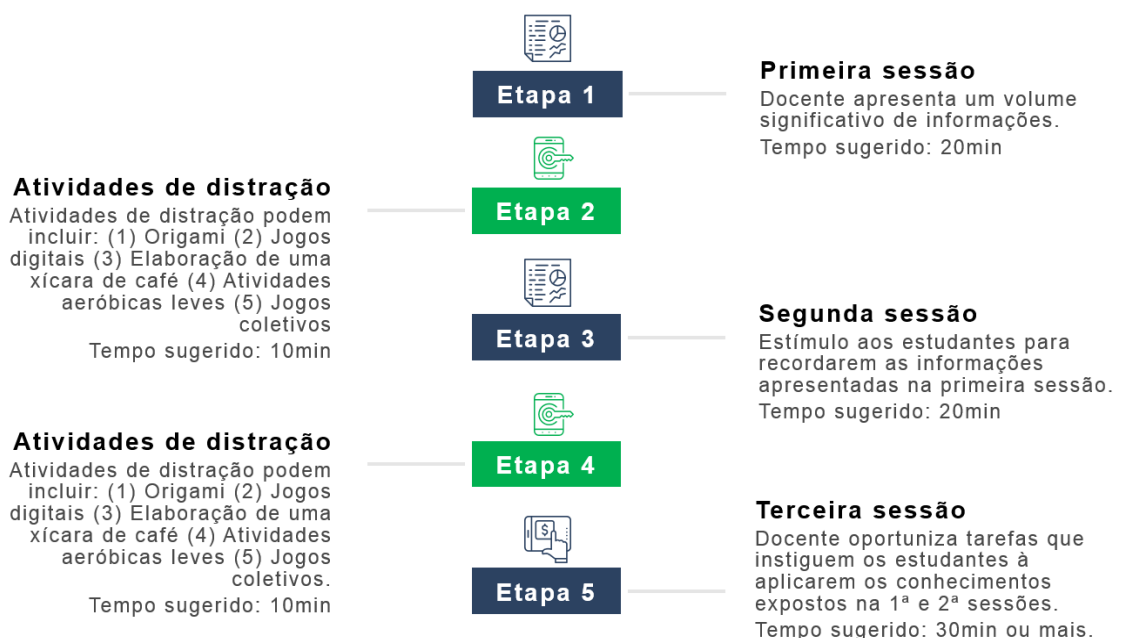 Etapa 1
Primeira sessão
Docente apresenta um volume
significativo de informações.
Tempo sugerido: 20min
Etapa 2
Atividades de distração
Atividades de distração podem
incluir: (1) Origami (2) Jogos
digitais (3) Elaboração de uma
xícara de café (4) Atividades
aeróbicas leves (5) Jogos
coletivos
Tempo sugerido: 10min
Etapa 3
Segunda sessão
Estímulo aos estudantes para
recordarem as informações
apresentadas na primeira sessão.
Tempo sugerido: 20min
Etapa 4
Atividades de distração
Atividades de distração podem
incluir: (1) Origami (2) Jogos
digitais (3) Elaboração de uma
xícara de café (4) Atividades
aeróbicas leves (5) Jogos
coletivos.
Tempo sugerido: 10min
Etapa 5
Terceira sessão
Docente oportuniza tarefas que
instiguem os estudantes à
aplicarem os conhecimentos
expostos na 1ª e 2ª sessões.
Tempo sugerido: 30min ou mais.